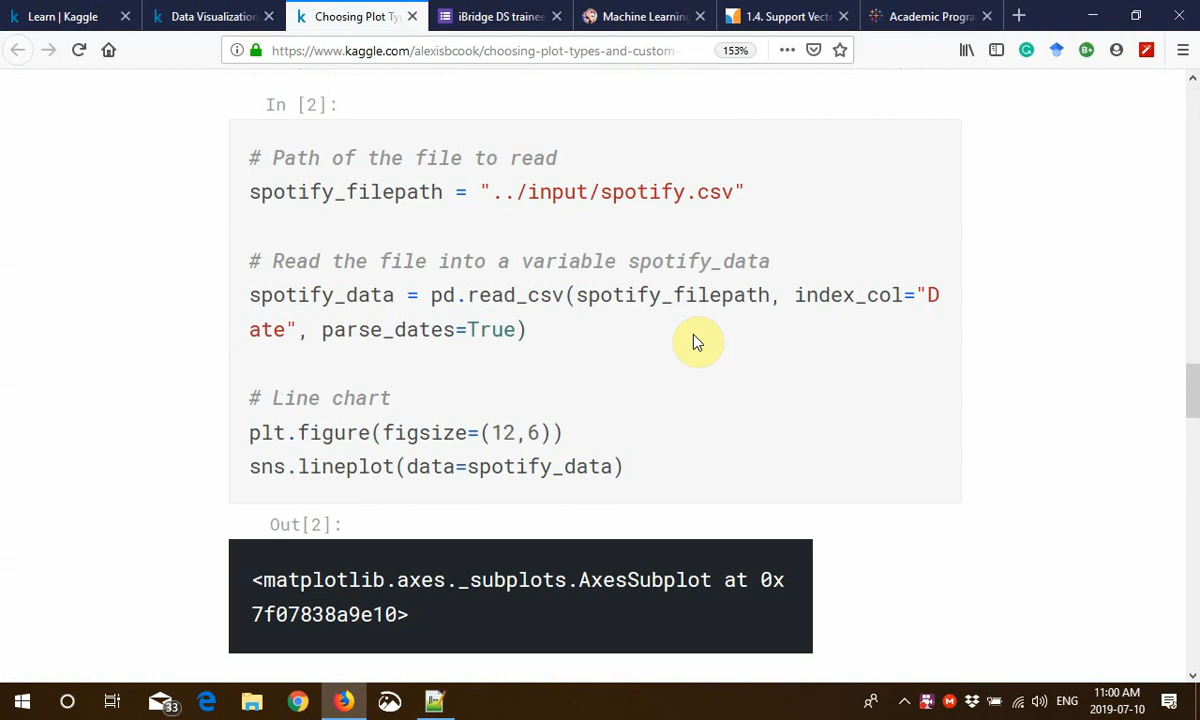 Learn | Kaggle
Data Visualization
Choosing Plot Typ
iBridge DS trainee
Machine Learning
1.4. Support Vecto
Academic Progra
https://www.kaggle.com/alexisbcook/choosing-plot-types-and-custom-
153%
In [2]:
# Path of the file to read
spotify_filepath = "../input/spotify.csv"
# Read the file into a variable spotify_data
spotify_data = pd.read_csv(spotify_filepath, index_col="D
ate", parse_dates=True)
# Line chart
plt.figure(figsize=(12,6))
sns.lineplot(data=spotify_data)
Out[2]:
<matplotlib.axes._subplots.AxesSubplot at 0x
7f07838a9e10>
33
ENG
11:00 AM
2019-07-10